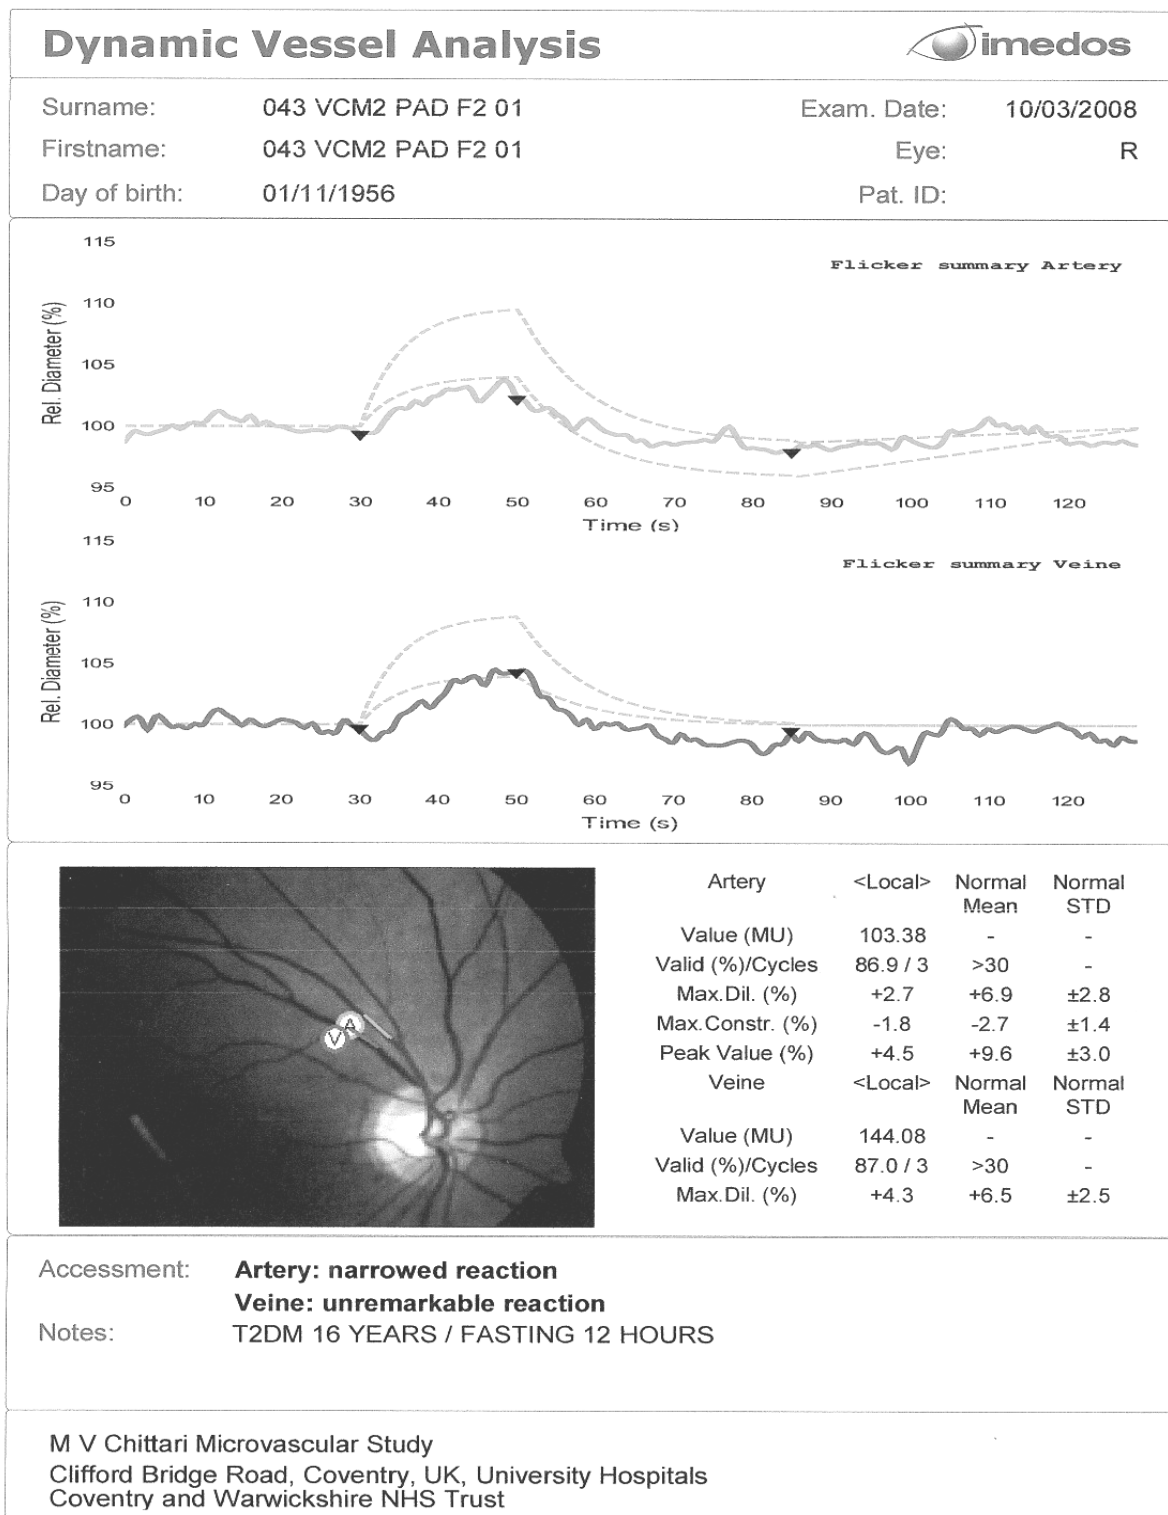 Dynamic Vessel Analysis
imedos
Surname: 043 VCM2 PAD F2 01 Exam. Date: 10/03/2008
Firstname: 043 VCM2 PAD F2 01 Eye: R
Day of birth: 01/11/1956 Pat. ID:
Flicker summary Artery
Rel. Diameter (%)
115
110
105
100
95
0 10 20 30 40 50 60 70 80 90 100 110 120
Time (s)
Flicker summary Veine
Rel. Diameter (%)
115
110
105
100
95
0 10 20 30 40 50 60 70 80 90 100 110 120
Time (s)
A
V
Artery <Local> Normal Mean Normal STD
Value (MU) 103.38 - -
Valid (%)/Cycles 86.9 / 3 >30 -
Max.Dil. (%) +2.7 +6.9 ±2.8
Max.Constr. (%) -1.8 -2.7 ±1.4
Peak Value (%) +4.5 +9.6 ±3.0
Veine <Local> Normal Mean Normal STD
Value (MU) 144.08 - -
Valid (%)/Cycles 87.0 / 3 >30 -
Max.Dil. (%) +4.3 +6.5 ±2.5
Accessment: Artery: narrowed reaction
Veine: unremarkable reaction
Notes: T2DM 16 YEARS / FASTING 12 HOURS
M V Chittari Microvascular Study
Clifford Bridge Road, Coventry, UK, University Hospitals
Coventry and Warwickshire NHS Trust